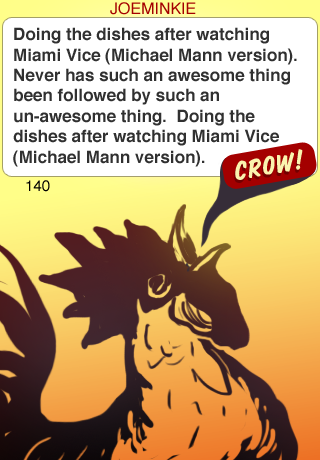 JOEMINKIE
Doing the dishes after watching
Miami Vice (Michael Mann version).
Never has such an awesome thing
been followed by such an
un-awesome thing.  Doing the
dishes after watching Miami Vice
(Michael Mann version).
CROW!
140